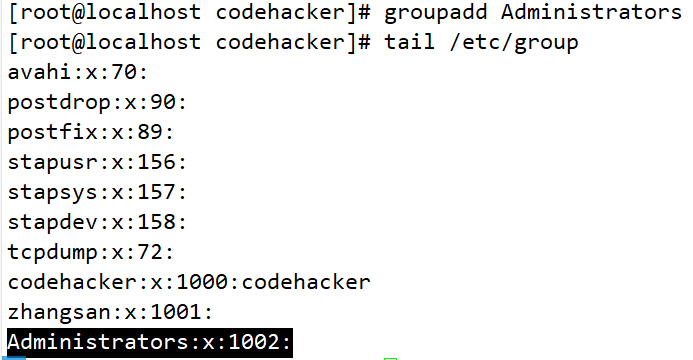 [root@localhost codehacker]# groupadd Administrators
[root@localhost codehacker]# tail /etc/group
avahi:x:70:
postdrop:x:90:
postfix:x:89:
stapusr:x:156:
stapsys:x:157:
stapdev:x:158:
tcpdump:x:72:
codehacker:x:1000:codehacker
zhangsan:x:1001:
Administrators:x:1002: